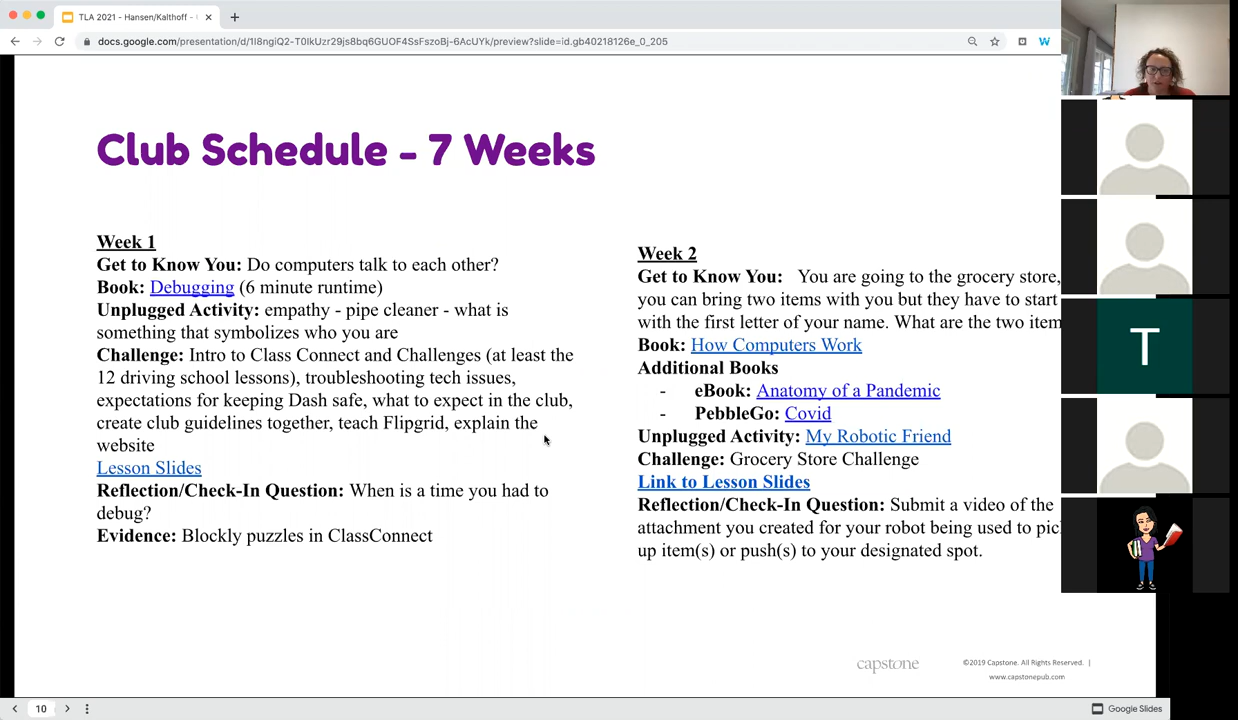 TLA 2021 - Hansen/Kalthoff -
docs.google.com/presentation/d/1I8ngiQ2-T0IkUzr29js8bq6GUOF4SsFszoBj-6AcUYk/preview?slide=id.gb40218126e_0_205
W
Club Schedule - 7 Weeks
Week 1
Get to Know You: Do computers talk to each other?
Book: Debugging (6 minute runtime)
Unplugged Activity: empathy - pipe cleaner - what is
something that symbolizes who you are
Challenge: Intro to Class Connect and Challenges (at least the
12 driving school lessons), troubleshooting tech issues,
expectations for keeping Dash safe, what to expect in the club,
create club guidelines together, teach Flipgrid, explain the
website
Lesson Slides
Reflection/Check-In Question: When is a time you had to
debug?
Evidence: Blockly puzzles in ClassConnect
Week 2
Get to Know You: You are going to the grocery store,
you can bring two items with you but they have to start
with the first letter of your name. What are the two item
Book: How Computers Work
Additional Books
- eBook: Anatomy of a Pandemic
- PebbleGo: Covid
Unplugged Activity: My Robotic Friend
Challenge: Grocery Store Challenge
Link to Lesson Slides
Reflection/Check-In Question: Submit a video of the
attachment you created for your robot being used to pic
up item(s) or push(s) to your designated spot.
T
capstone
©2019 Capstone. All Rights Reserved. |
www.capstonepub.com
10
Google Slides